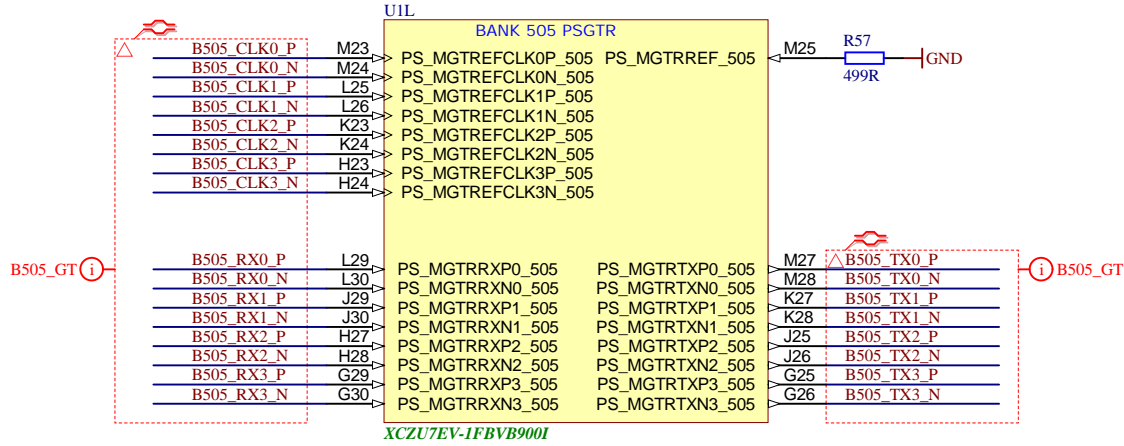 U1L
BANK 505 PSGTR
B505_CLK0_P M23 PS_MGTREFCLK0P_505 PS_MGTRREF_505 M25 R57 499R GND
B505_CLK0_N M24 PS_MGTREFCLK0N_505
B505_CLK1_P L25 PS_MGTREFCLK1P_505
B505_CLK1_N L26 PS_MGTREFCLK1N_505
B505_CLK2_P K23 PS_MGTREFCLK2P_505
B505_CLK2_N K24 PS_MGTREFCLK2N_505
B505_CLK3_P H23 PS_MGTREFCLK3P_505
B505_CLK3_N H24 PS_MGTREFCLK3N_505
B505_GT i
B505_RX0_P L29 PS_MGTRRXP0_505 PS_MGTRTXP0_505 M27 B505_TX0_P
B505_RX0_N L30 PS_MGTRRXN0_505 PS_MGTRTXN0_505 M28 B505_TX0_N
B505_RX1_P J29 PS_MGTRRXP1_505 PS_MGTRTXP1_505 K27 B505_TX1_P
B505_RX1_N J30 PS_MGTRRXN1_505 PS_MGTRTXN1_505 K28 B505_TX1_N
B505_RX2_P H27 PS_MGTRRXP2_505 PS_MGTRTXP2_505 J25 B505_TX2_P
B505_RX2_N H28 PS_MGTRRXN2_505 PS_MGTRTXN2_505 J26 B505_TX2_N
B505_RX3_P G29 PS_MGTRRXP3_505 PS_MGTRTXP3_505 G25 B505_TX3_P
B505_RX3_N G30 PS_MGTRRXN3_505 PS_MGTRTXN3_505 G26 B505_TX3_N
i B505_GT
XCZU7EV-1FBVB900I